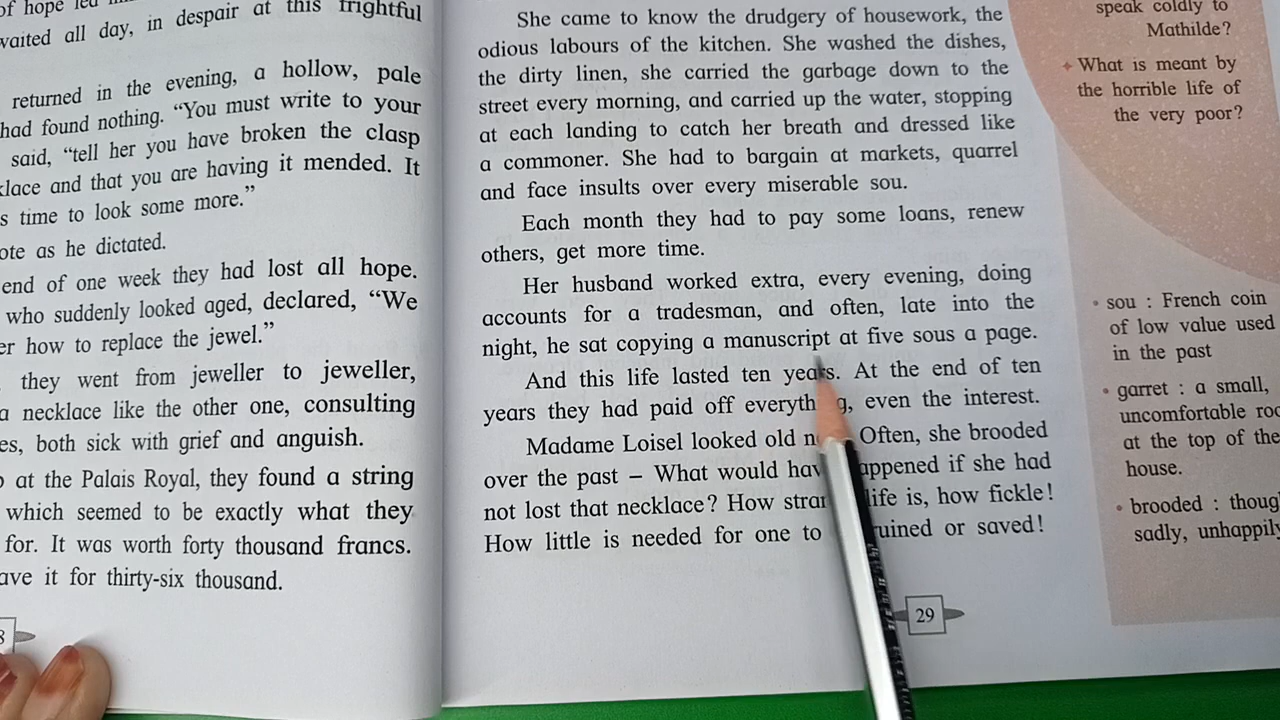 of hope led
waited all day, in despair at this frightful
returned in the evening, a hollow, pale
had found nothing. “You must write to your
said, “tell her you have broken the clasp
lace and that you are having it mended. It
s time to look some more.”
ote as he dictated.
end of one week they had lost all hope.
who suddenly looked aged, declared, “We
er how to replace the jewel.”
they went from jeweller to jeweller,
a necklace like the other one, consulting
es, both sick with grief and anguish.
at the Palais Royal, they found a string
which seemed to be exactly what they
for. It was worth forty thousand francs.
ave it for thirty-six thousand.
She came to know the drudgery of housework, the
odious labours of the kitchen. She washed the dishes,
the dirty linen, she carried the garbage down to the
street every morning, and carried up the water, stopping
at each landing to catch her breath and dressed like
a commoner. She had to bargain at markets, quarrel
and face insults over every miserable sou.
Each month they had to pay some loans, renew
others, get more time.
Her husband worked extra, every evening, doing
accounts for a tradesman, and often, late into the
night, he sat copying a manuscript at five sous a page.
And this life lasted ten years. At the end of ten
years they had paid off everyth g, even the interest.
Madame Loisel looked old n Often, she brooded
over the past – What would hav appened if she had
not lost that necklace? How stran life is, how fickle!
How little is needed for one to ruined or saved!
29
speak coldly to
Mathilde?
What is meant by
the horrible life of
the very poor?
• sou : French coin
of low value used
in the past
• garret : a small,
uncomfortable roo
at the top of the
house.
• brooded : thoug
sadly, unhappily